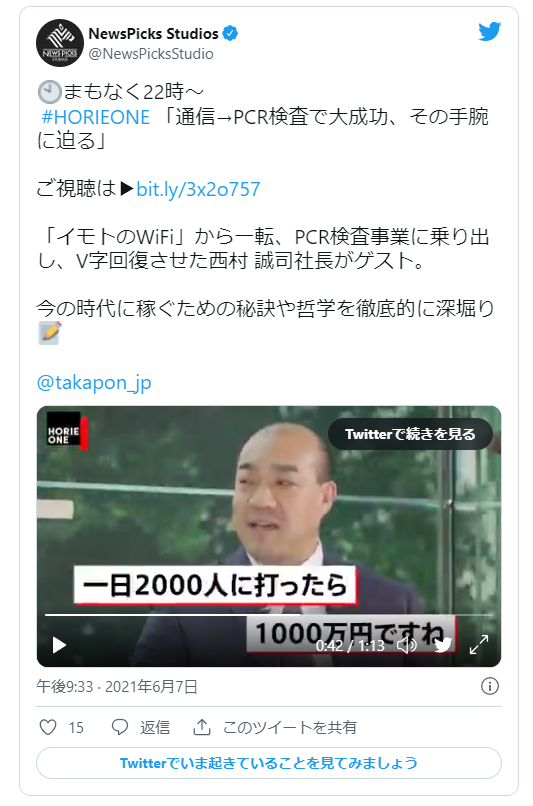 NEWS PICKS
STUDIOS
NewsPicks Studios
@NewsPicksStudio
🕙まもなく22時～
#HORIEONE 「通信→PCR検査で大成功、その手腕
に迫る」
ご視聴は▶bit.ly/3x2o757
「イモトのWiFi」から一転、PCR検査事業に乗り出
し、V字回復させた西村 誠司社長がゲスト。
今の時代に稼ぐための秘訣や哲学を徹底的に深堀り
📝
@takapon_jp
HORIE
ONE
Twitterで続きを見る
一日2000人に打ったら
1000万円ですね
0:42 / 1:13
午後9:33 · 2021年6月7日
15 返信 このツイートを共有
Twitterでいま起きていることを見てみましょう